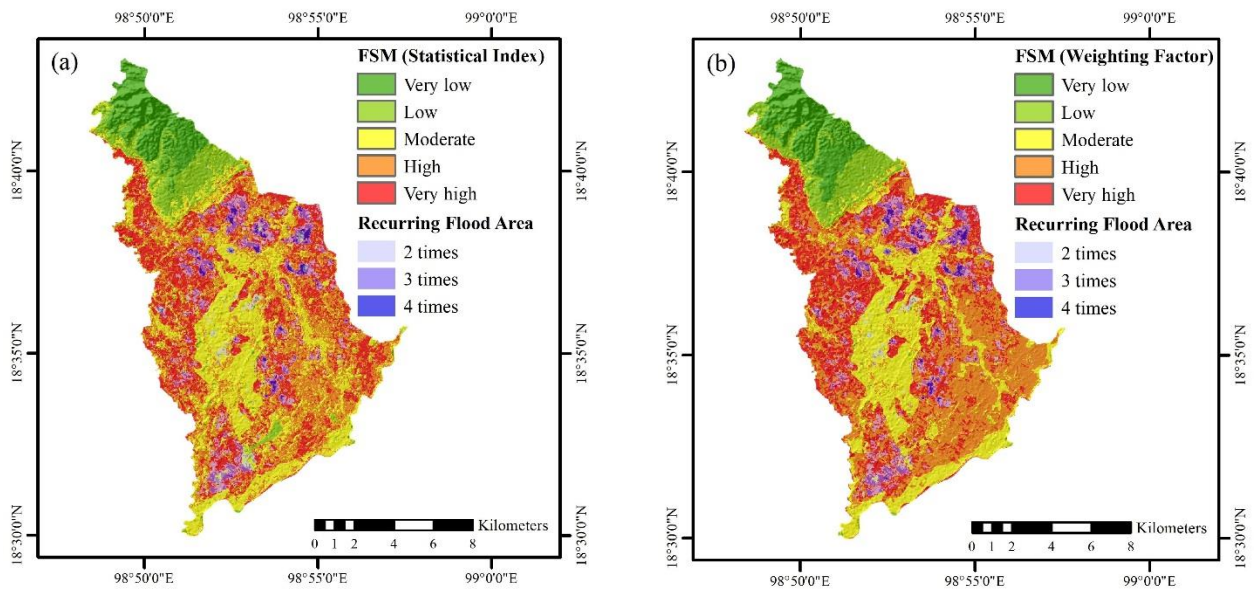 98°50'0"E 98°55'0"E 99°0'0"E
(a)
FSM (Statistical Index)
Very low
Low
Moderate
High
Very high
Recurring Flood Area
2 times
3 times
4 times
18°40'0"N
18°35'0"N
18°30'0"N
18°40'0"N
18°35'0"N
18°30'0"N
Kilometers
0 1 2 4 6 8
98°50'0"E 98°55'0"E 99°0'0"E
98°50'0"E 98°55'0"E 99°0'0"E
(b)
FSM (Weighting Factor)
Very low
Low
Moderate
High
Very high
Recurring Flood Area
2 times
3 times
4 times
18°40'0"N
18°35'0"N
18°30'0"N
18°40'0"N
18°35'0"N
18°30'0"N
Kilometers
0 1 2 4 6 8
98°50'0"E 98°55'0"E 99°0'0"E